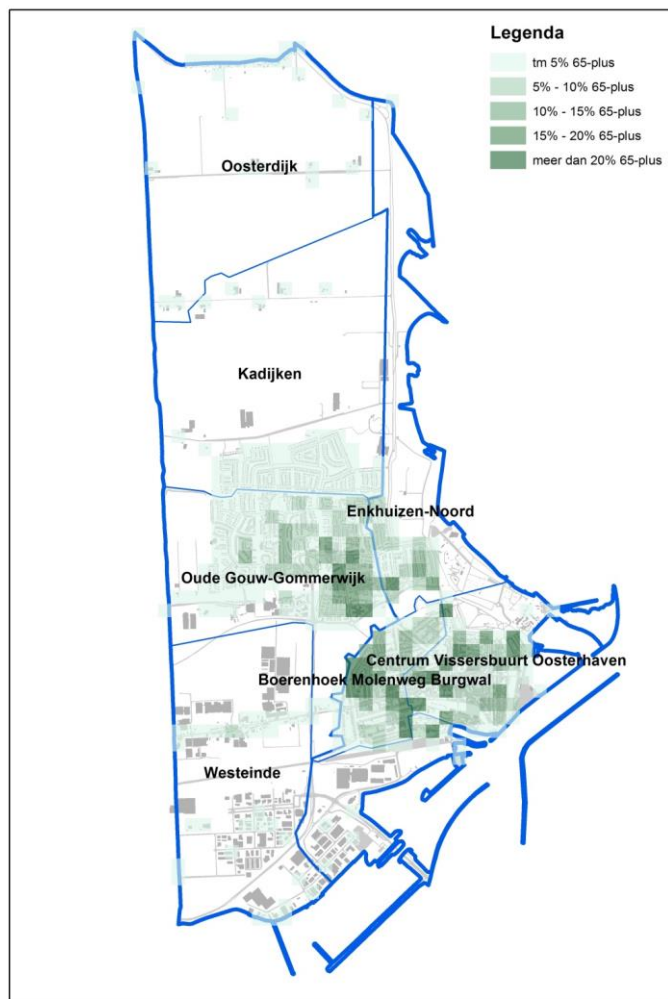 Legenda
tm 5% 65-plus
5% - 10% 65-plus
10% - 15% 65-plus
15% - 20% 65-plus
meer dan 20% 65-plus
Oosterdijk
Kadijken
Enkhuizen-Noord
Oude Gouw-Gommerwijk
Centrum Vissersbuurt Oosterhaven
Boerenhoek Molenweg Burgwal
Westeinde